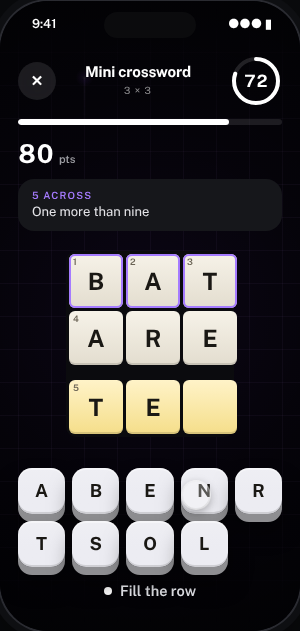 9:41
Mini crossword
3 × 3
72
80 pts
5 ACROSS
One more than nine
1 B 2 A 3 T
4 A R E
5 T E
A B E N R
T S O L
Fill the row